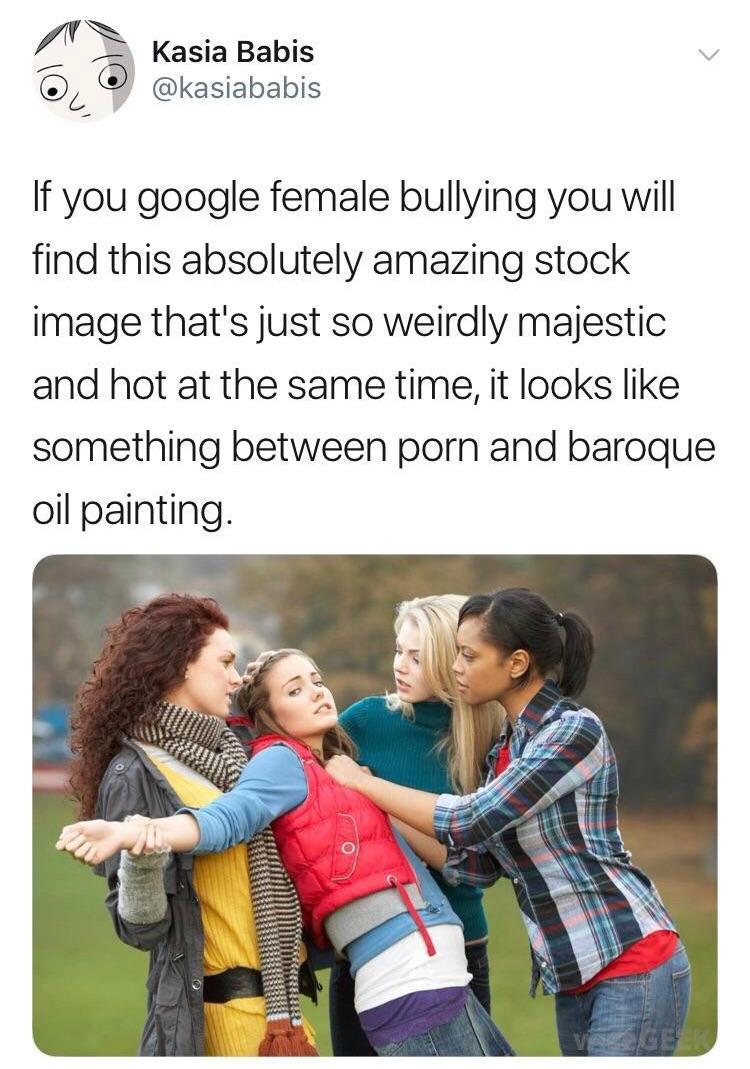 Kasia Babis
@kasiababis
If you google female bullying you will
find this absolutely amazing stock
image that's just so weirdly majestic
and hot at the same time, it looks like
something between porn and baroque
oil painting.